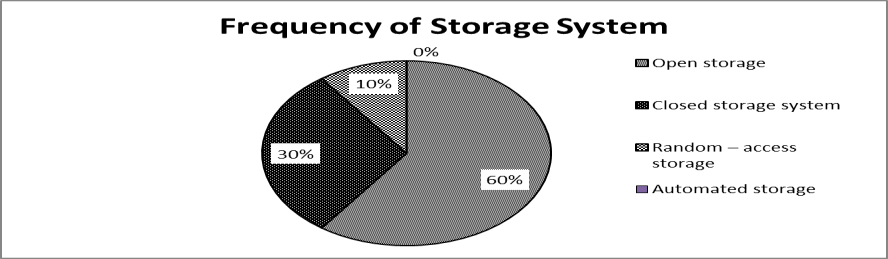 Frequency of Storage System
0%
10%
30%
60%
Open storage
Closed storage system
Random – access
storage
Automated storage